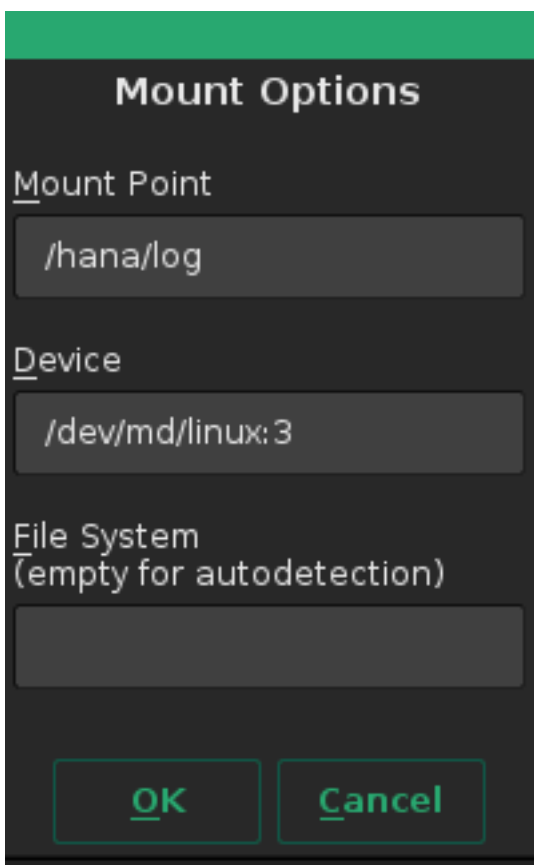 Mount Options
Mount Point
/hana/log
Device
/dev/md/linux:3
File System
(empty for autodetection)
OK
Cancel